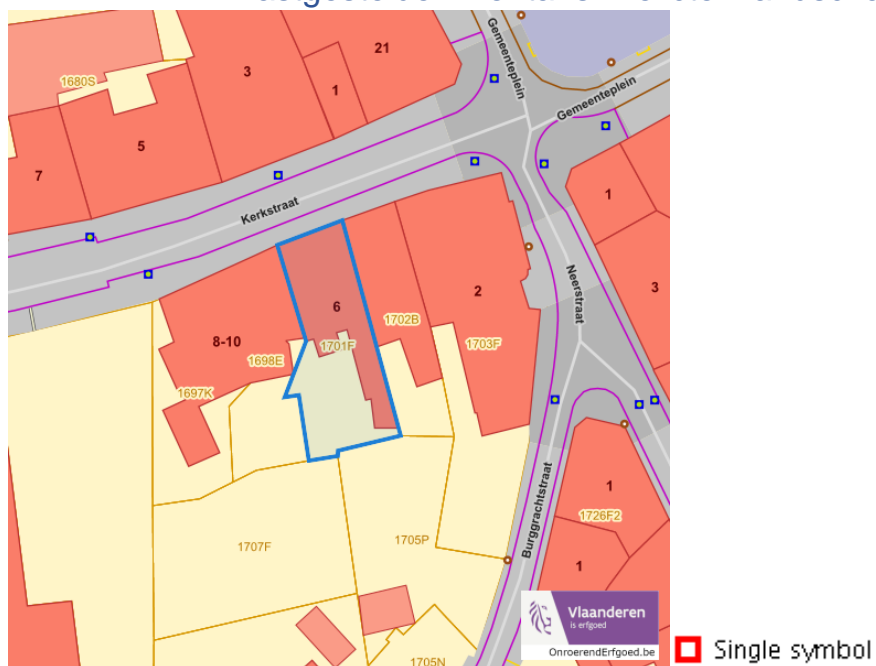 Gemeenteplein
21
3
1680S
1
Gemeenteplein
5
7
1
Kerkstraat
Neerstraat
3
2
6
1702B
8-10
1701F
1703F
1698E
1697K
Burggrachtstraat
1
1726F2
1707F
1705P
1
Vlaanderen
is erfgoed
OnroerendErfgoed.be
Single symbol
1705N